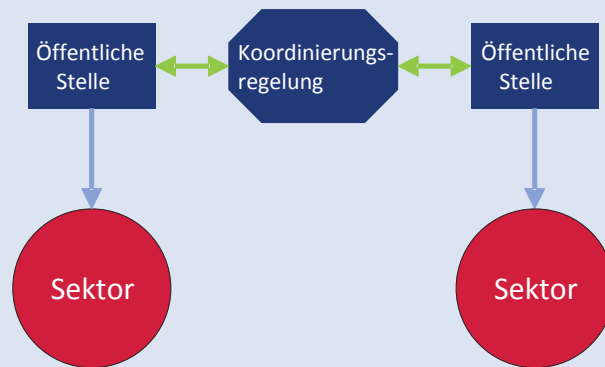 Öffentliche
Stelle
Koordinierungs-
regelung
Öffentliche
Stelle
Sektor
Sektor